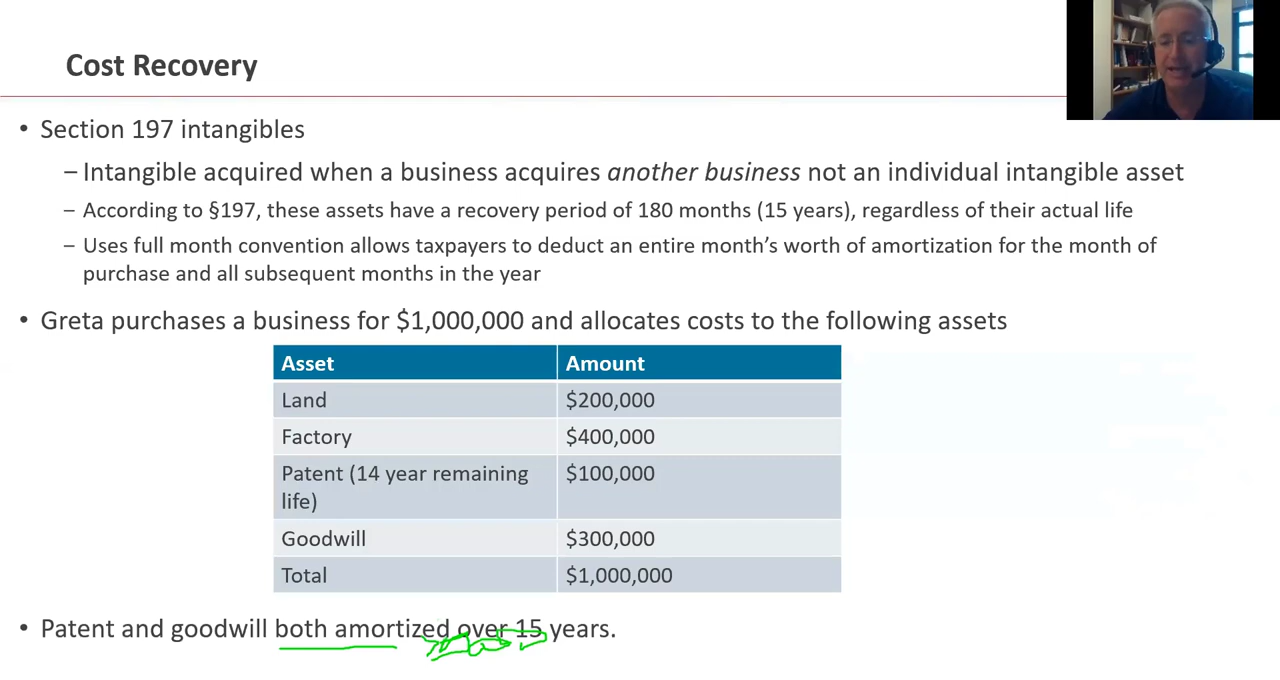 Cost Recovery
• Section 197 intangibles
– Intangible acquired when a business acquires another business not an individual intangible asset
– According to §197, these assets have a recovery period of 180 months (15 years), regardless of their actual life
– Uses full month convention allows taxpayers to deduct an entire month’s worth of amortization for the month of
purchase and all subsequent months in the year
• Greta purchases a business for $1,000,000 and allocates costs to the following assets
Asset Amount
Land $200,000
Factory $400,000
Patent (14 year remaining $100,000
life)
Goodwill $300,000
Total $1,000,000
• Patent and goodwill both amortized over 15 years.